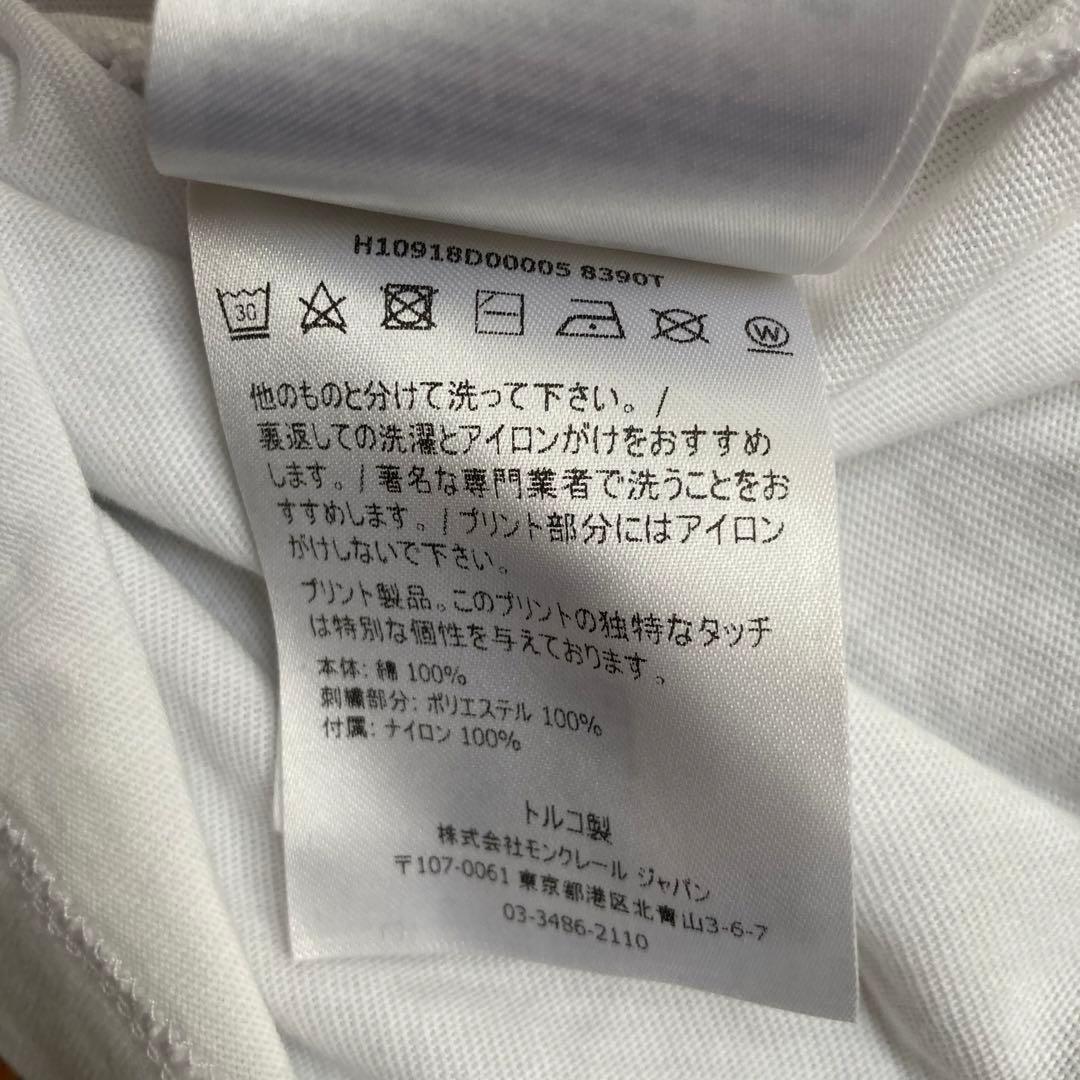 H10918D00005 8390T
30
W
他のものと分けて洗って下さい。/
裏返しての洗濯とアイロンがけをおすすめ
します。/ 著名な専門業者で洗うことをお
すすめします。/ プリント部分にはアイロン
がけしないで下さい。
プリント製品。このプリントの独特なタッチ
は特別な個性を与えております。
本体: 綿 100%
刺繍部分: ポリエステル 100%
付属: ナイロン 100%
トルコ製
株式会社モンクレール ジャパン
〒107-0061 東京都港区北青山3-6-7
03-3486-2110